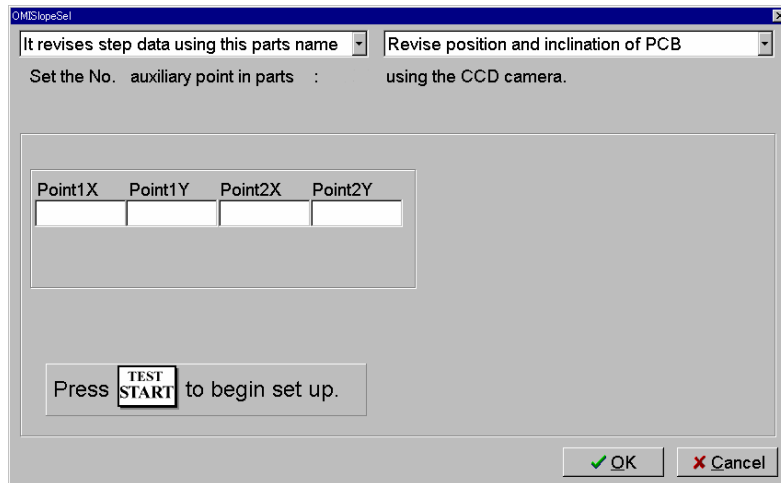 OMISlopeSel
It revises step data using this parts name
Revise position and inclination of PCB
Set the No. auxiliary point in parts :
using the CCD camera.
Point1X Point1Y Point2X Point2Y
Press TEST START to begin set up.
OK Cancel